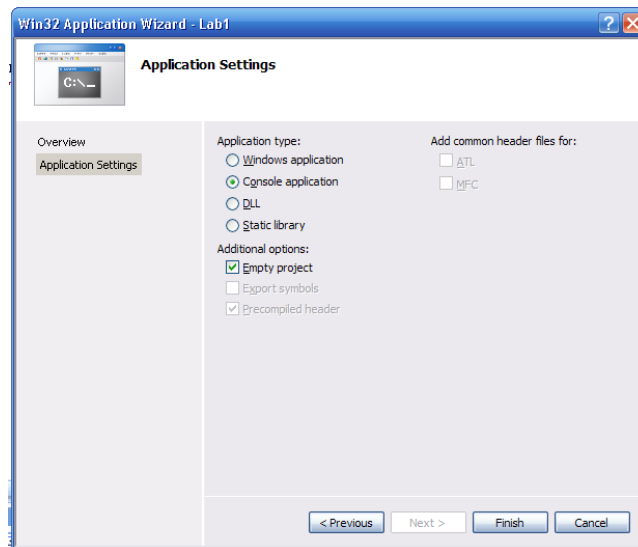 Win32 Application Wizard - Lab1
Application Settings
C:\_
Overview
Application Settings
Application type:
Windows application
Console application
DLL
Static library
Additional options:
Empty project
Export symbols
Precompiled header
Add common header files for:
ATL
MFC
< Previous
Next >
Finish
Cancel